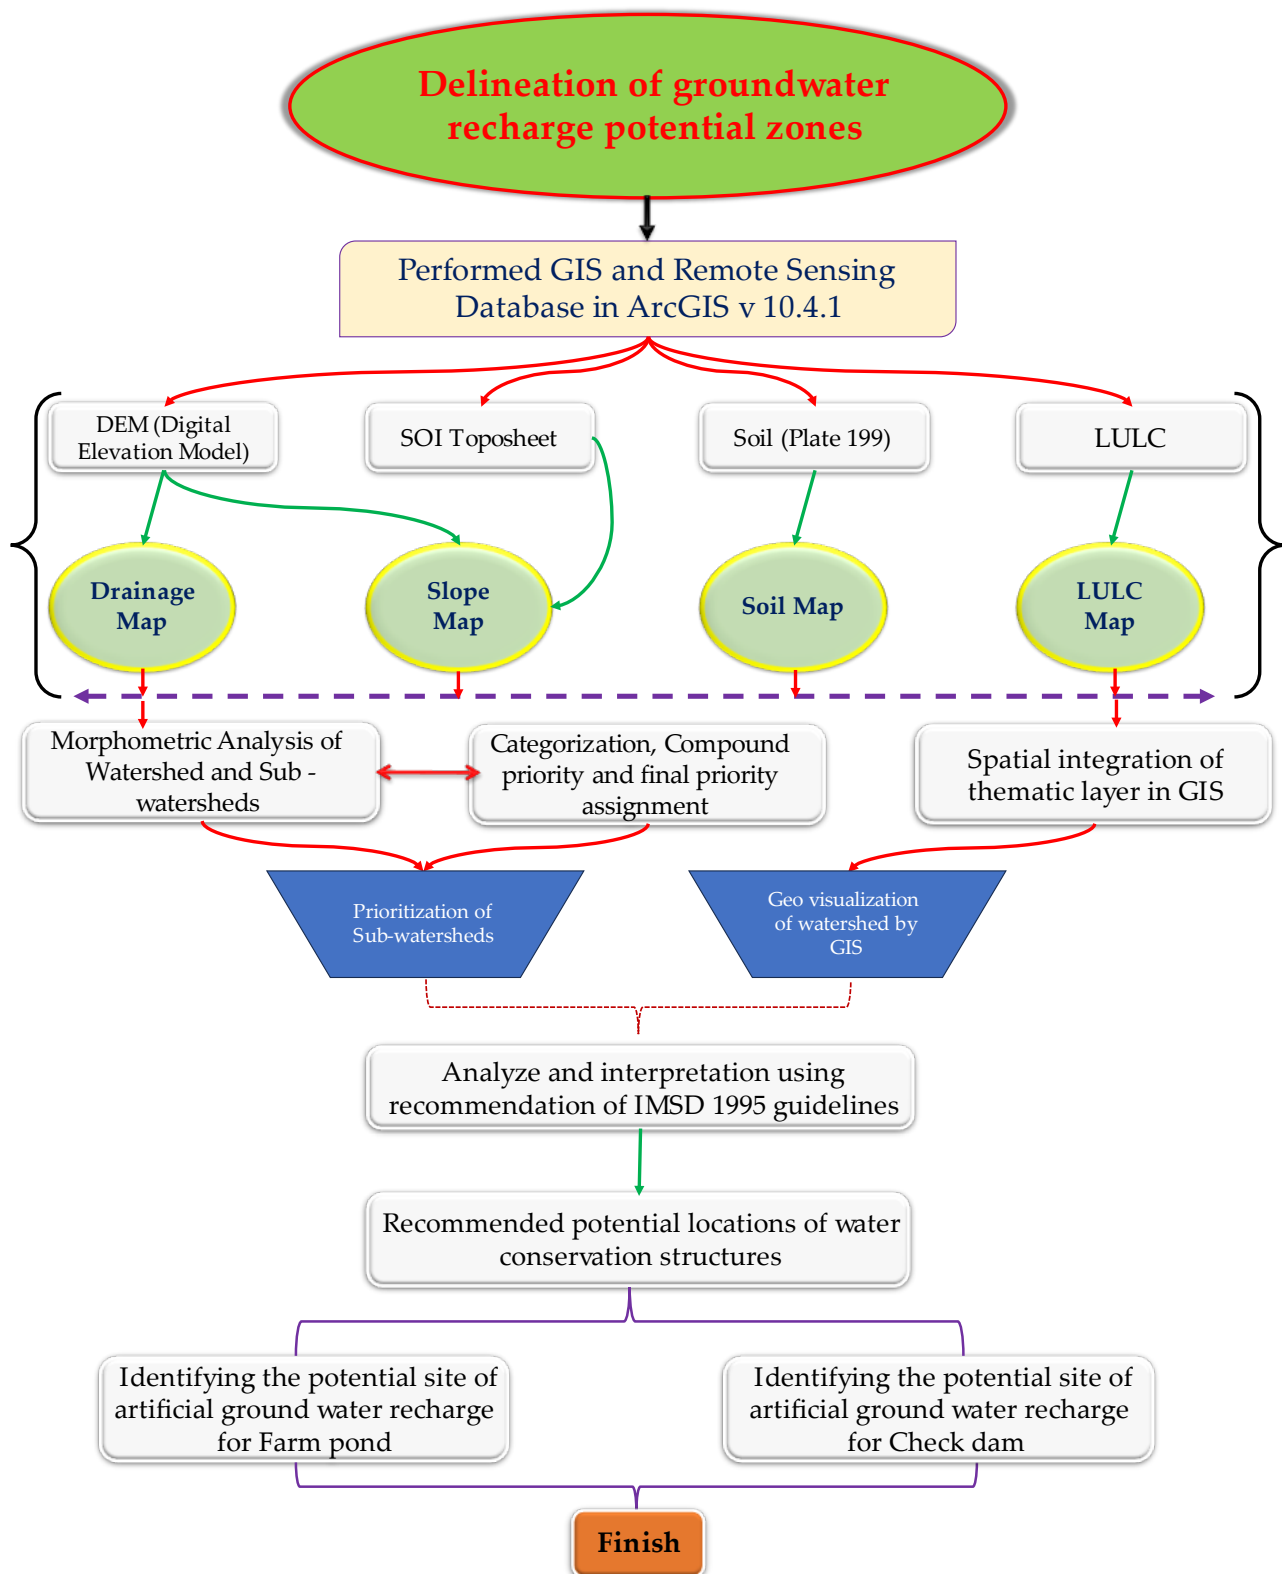 Delineation of groundwater
recharge potential zones
Performed GIS and Remote Sensing
Database in ArcGIS v 10.4.1
DEM (Digital
Elevation Model)
SOI Toposheet
Soil (Plate 199)
LULC
Drainage
Map
Slope
Map
Soil Map
LULC
Map
Morphometric Analysis of
Watershed and Sub -
watersheds
Categorization, Compound
priority and final priority
assignment
Spatial integration of
thematic layer in GIS
Prioritization of
Sub-watersheds
Geo visualization
of watershed by
GIS
Analyze and interpretation using
recommendation of IMSD 1995 guidelines
Recommended potential locations of water
conservation structures
Identifying the potential site of
artificial ground water recharge
for Farm pond
Identifying the potential site of
artificial ground water recharge
for Check dam
Finish